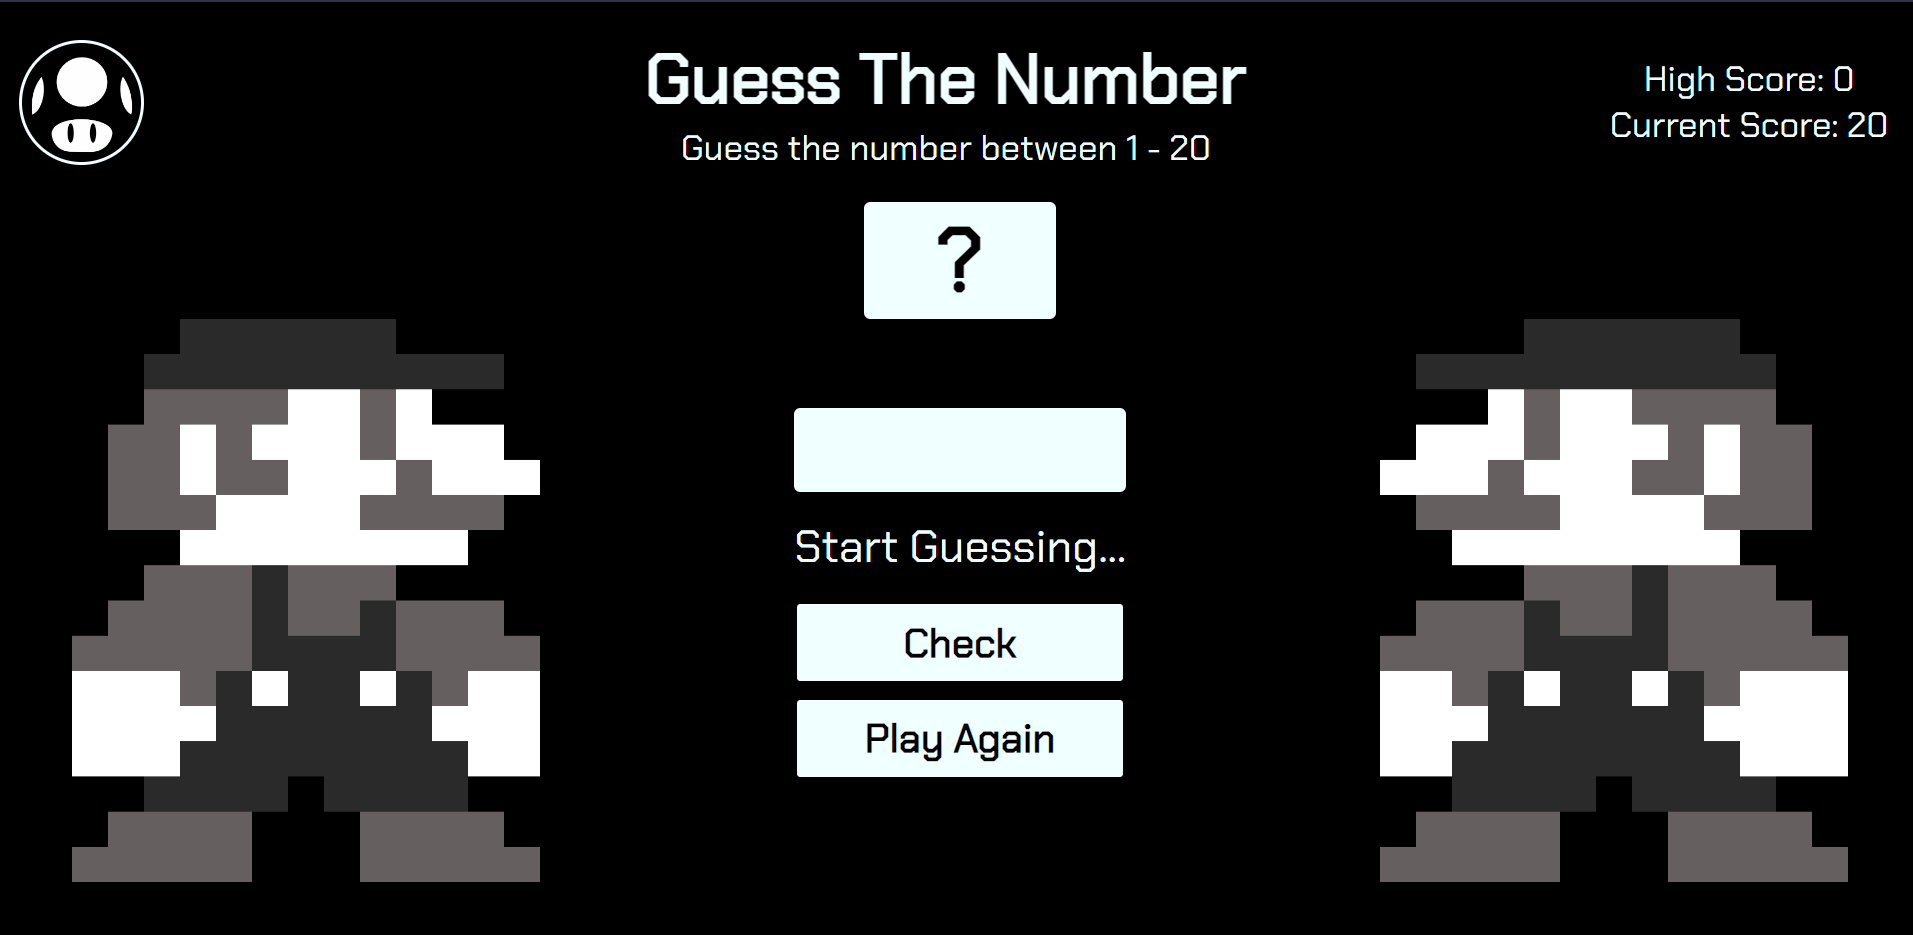 Guess The Number
Guess the number between 1 - 20
High Score: 0
Current Score: 20
?
Start Guessing...
Check
Play Again